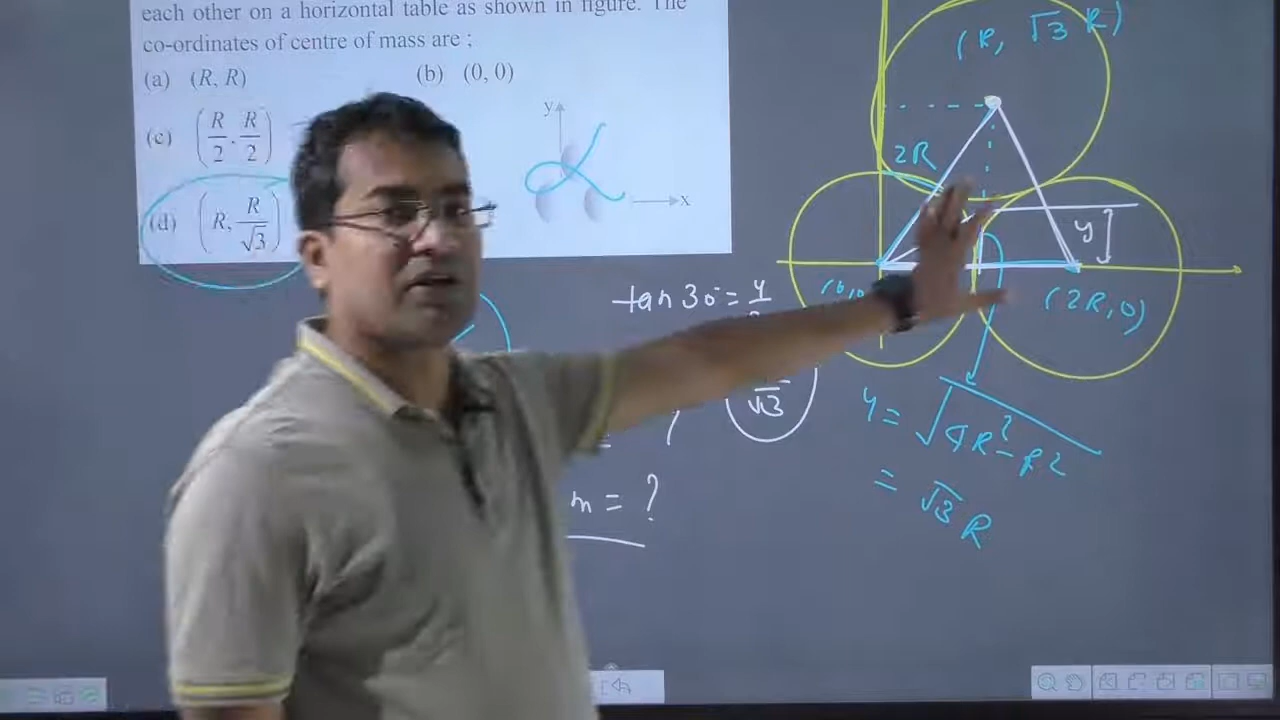 each other on a horizontal table as shown in figure. The
co-ordinates of centre of mass are ;
(a) (R, R) (b) (0, 0)
(c) (R/2, R/2)
(d) (R, R/√3)
y
x
(R, √3 R)
2R
y
(2R, 0)
tan 30° = y
√3
m = ?
y = √4R² - R²
= √3 R